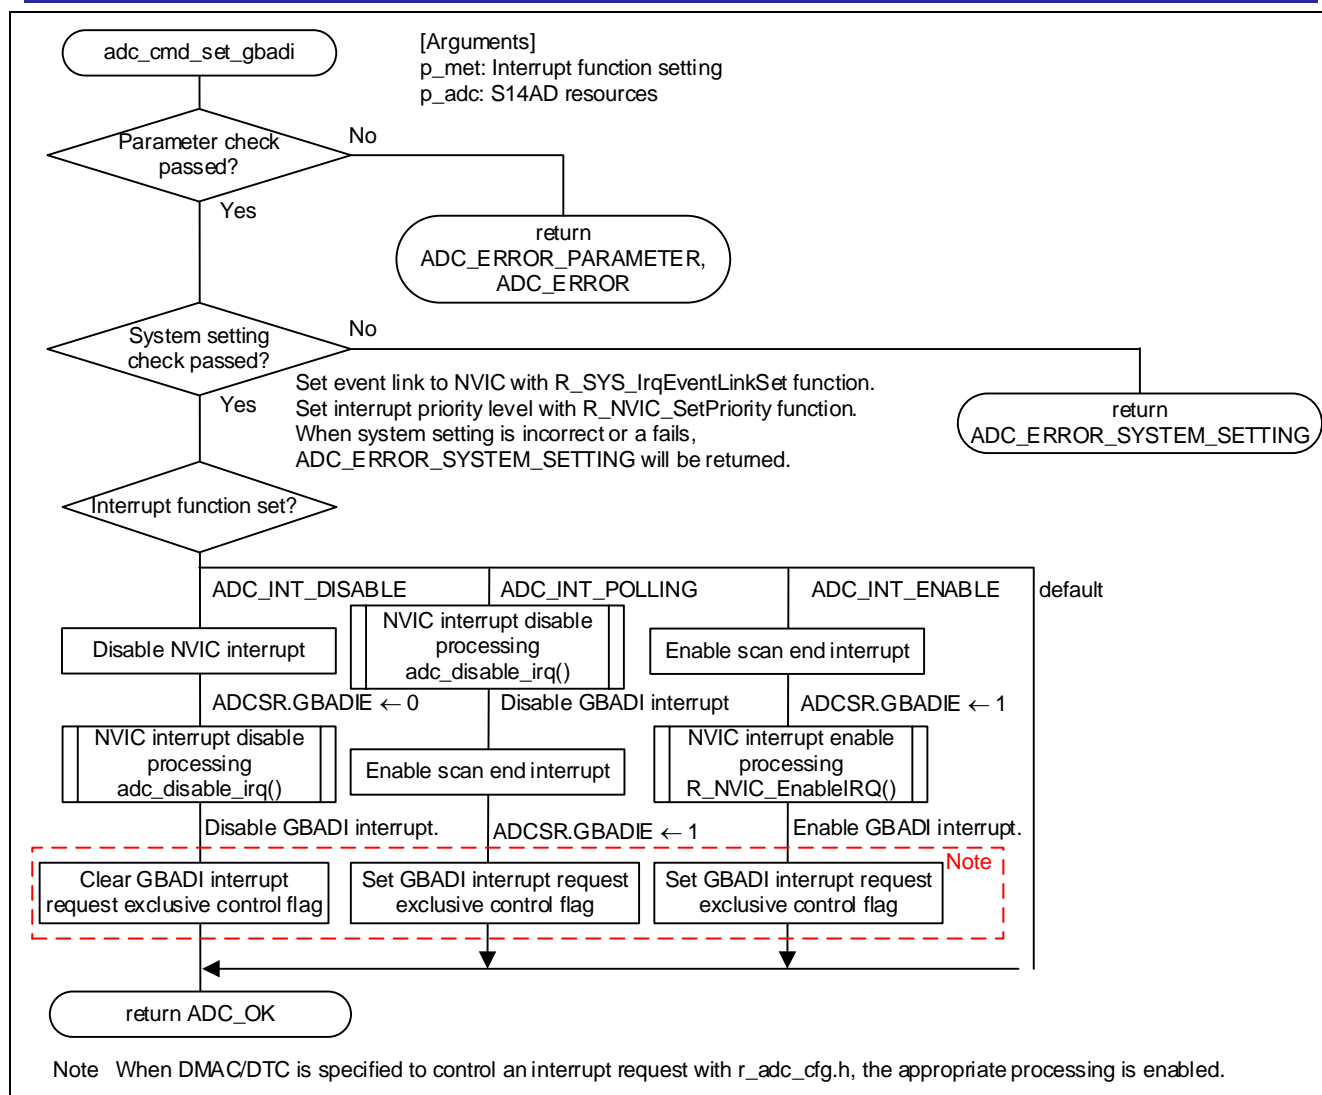 adc_cmd_set_gbadi
[Arguments]
p_met: Interrupt function setting
p_adc: S14AD resources
Parameter check
passed?
No
Yes
return
ADC_ERROR_PARAMETER,
ADC_ERROR
System setting
check passed?
No
Yes
Set event link to NVIC with R_SYS_IrqEventLinkSet function.
Set interrupt priority level with R_NVIC_SetPriority function.
When system setting is incorrect or a fails,
ADC_ERROR_SYSTEM_SETTING will be returned.
return
ADC_ERROR_SYSTEM_SETTING
Interrupt function set?
ADC_INT_DISABLE
ADC_INT_POLLING
ADC_INT_ENABLE
default
Disable NVIC interrupt
ADCSR.GBADIE ← 0
NVIC interrupt disable
processing
adc_disable_irq()
Disable GBADI interrupt.
Clear GBADI interrupt
request exclusive control flag
NVIC interrupt disable
processing
adc_disable_irq()
Disable GBADI interrupt
Enable scan end interrupt
ADCSR.GBADIE ← 1
Set GBADI interrupt request
exclusive control flag
Enable scan end interrupt
ADCSR.GBADIE ← 1
NVIC interrupt enable
processing
R_NVIC_EnableIRQ()
Enable GBADI interrupt.
Set GBADI interrupt request
exclusive control flag
Note
return ADC_OK
Note When DMAC/DTC is specified to control an interrupt request with r_adc_cfg.h, the appropriate processing is enabled.